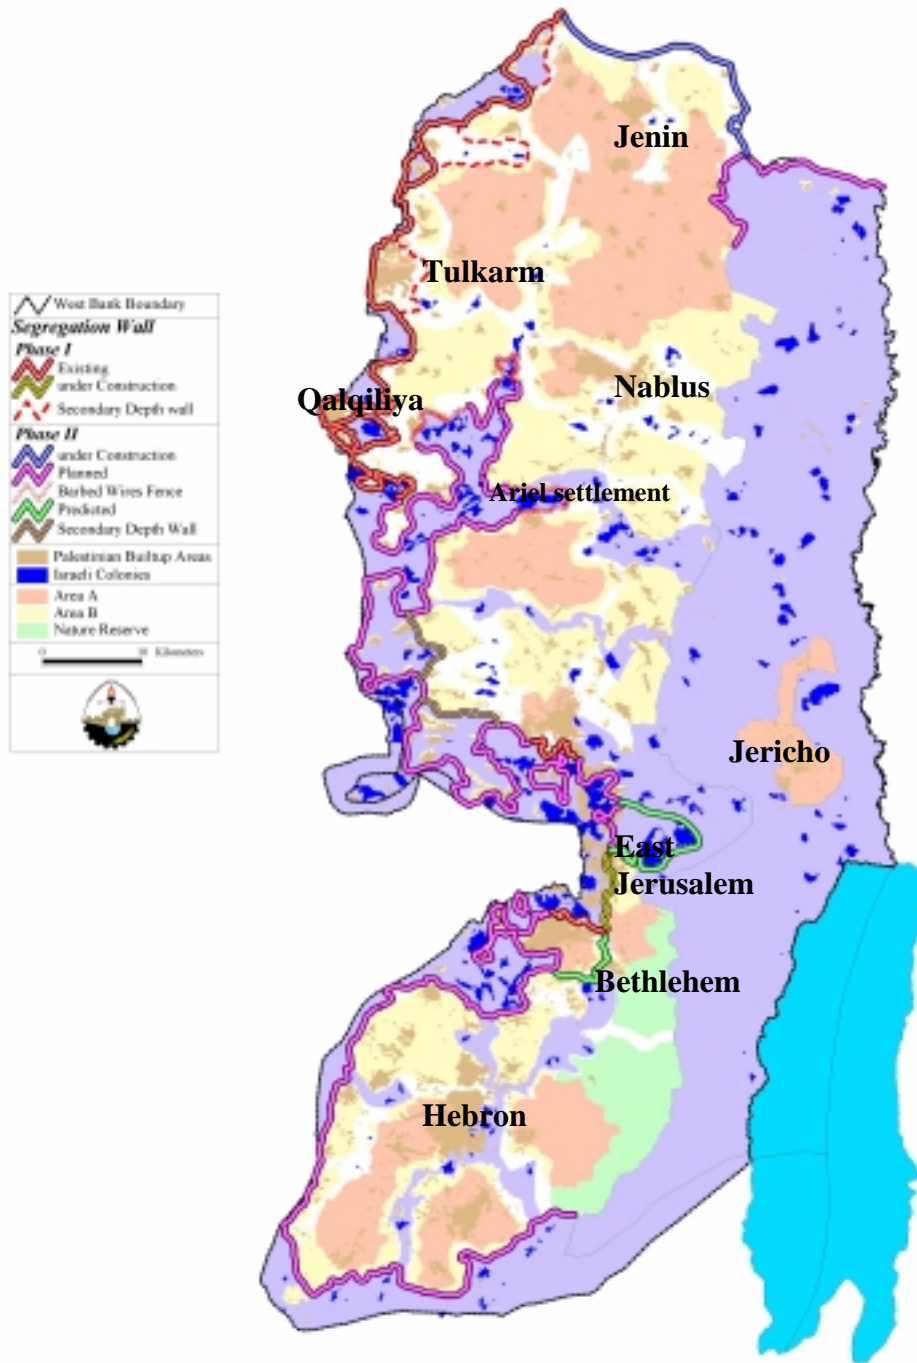 West Bank Boundary
Segregation Wall
Phase I
Existing
under Construction
Secondary Depth wall
Phase II
under Construction
Planned
Barbed Wires Fence
Predicted
Secondary Depth Wall
Palestinian Builtup Areas
Israeli Colonies
Area A
Area B
Nature Reserve
0 10 Kilometers
Jenin
Tulkarm
Nablus
Qalqiliya
Ariel settlement
Jericho
East
Jerusalem
Bethlehem
Hebron